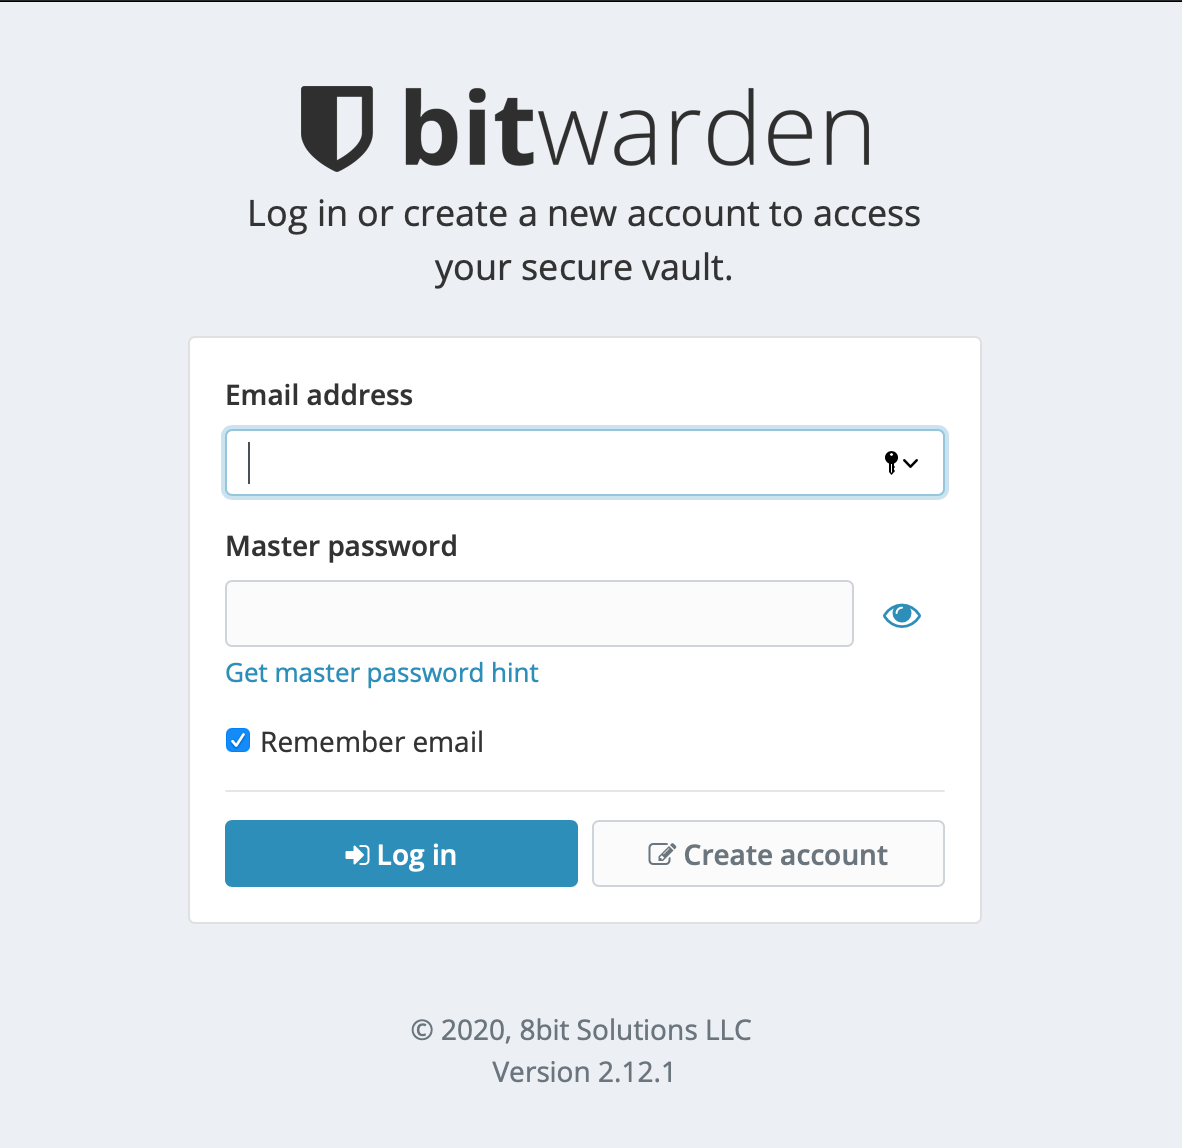 bitwarden
Log in or create a new account to access
your secure vault.
Email address
Master password
Get master password hint
Remember email
Log in
Create account
© 2020, 8bit Solutions LLC
Version 2.12.1